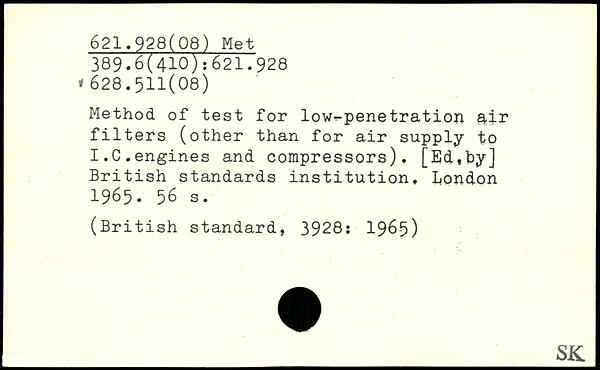 621.928(08) Met
389.6(410):621.928
628.511(08)
Method of test for low-penetration air
filters (other than for air supply to
I.C.engines and compressors). [Ed.by]
British standards institution. London
1965. 56 s.
(British standard, 3928: 1965)
SK